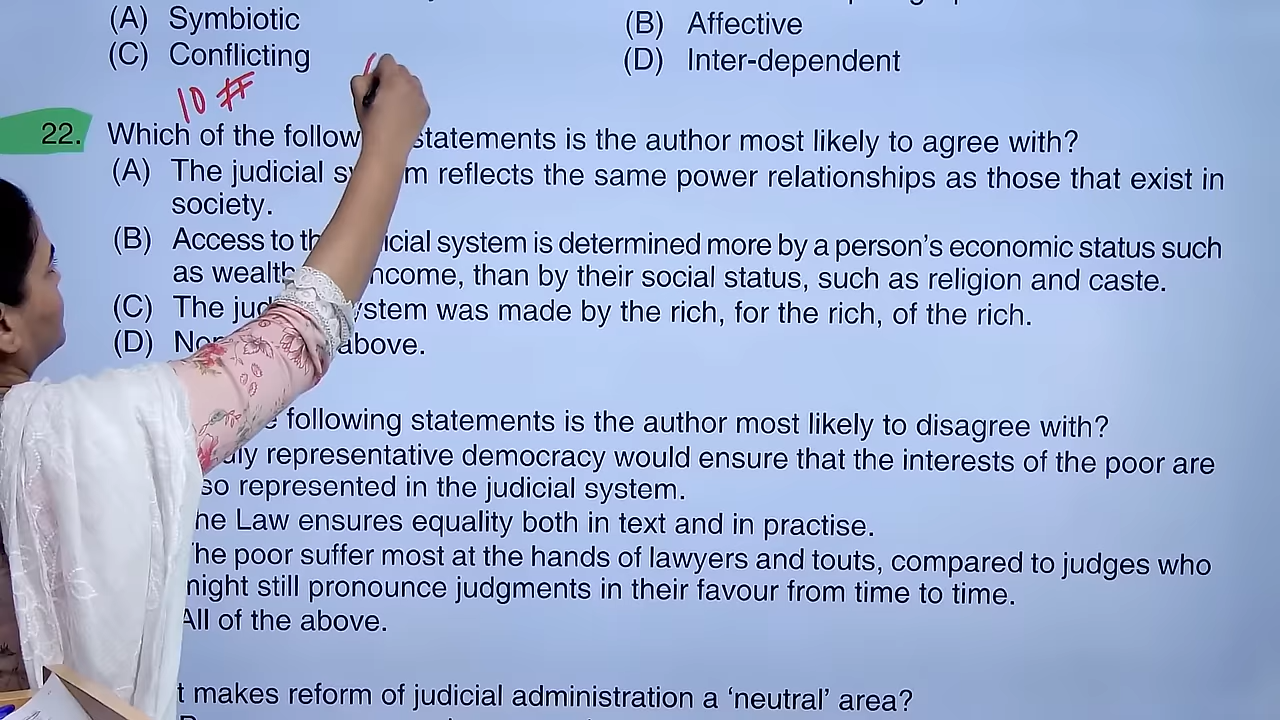 (A) Symbiotic
(B) Affective
(C) Conflicting
(D) Inter-dependent
10 #
22. Which of the follow statements is the author most likely to agree with?
(A) The judicial s m reflects the same power relationships as those that exist in
society.
(B) Access to th icial system is determined more by a person's economic status such
as wealth ncome, than by their social status, such as religion and caste.
(C) The jud ystem was made by the rich, for the rich, of the rich.
(D) Non above.
following statements is the author most likely to disagree with?
representative democracy would ensure that the interests of the poor are
so represented in the judicial system.
he Law ensures equality both in text and in practise.
The poor suffer most at the hands of lawyers and touts, compared to judges who
might still pronounce judgments in their favour from time to time.
All of the above.
t makes reform of judicial administration a 'neutral' area?